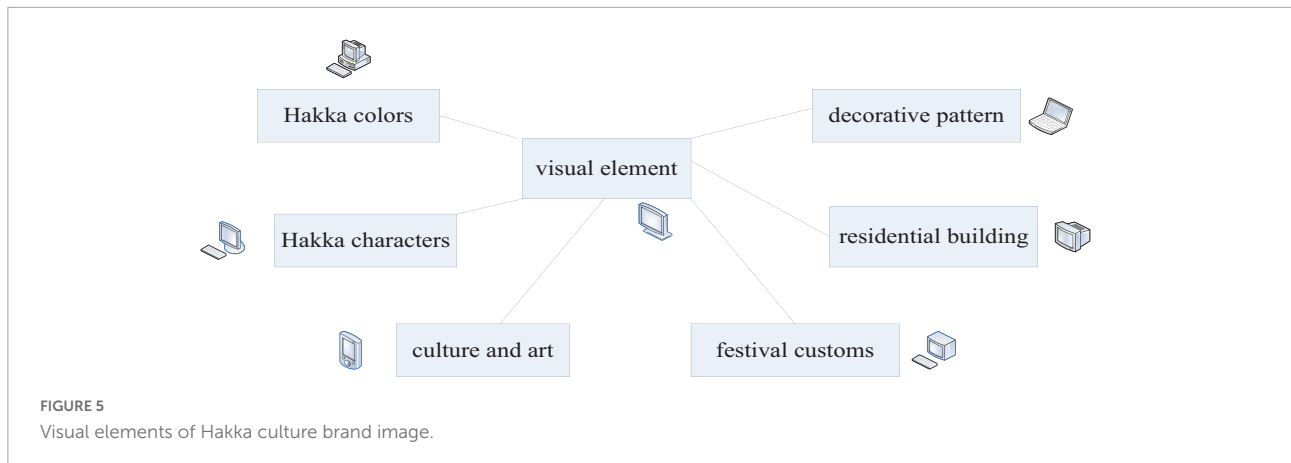 Hakka colors
decorative pattern
visual element
Hakka characters
residential building
culture and art
festival customs
FIGURE 5
Visual elements of Hakka culture brand image.